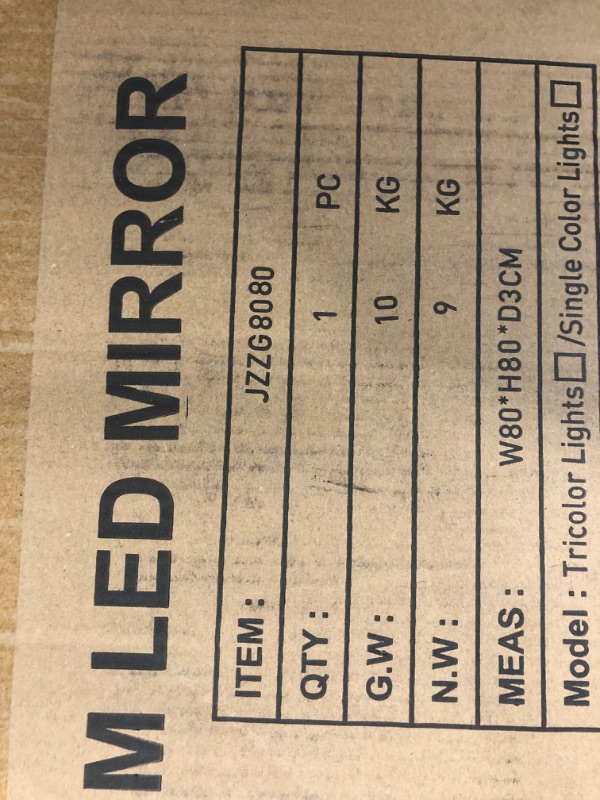 M LED MIRROR
ITEM : JZZG8080
QTY : 1 PC
G.W : 10 KG
N.W : 9 KG
MEAS : W80*H80*D3CM
Model : Tricolor Lights□/Single Color Lights□